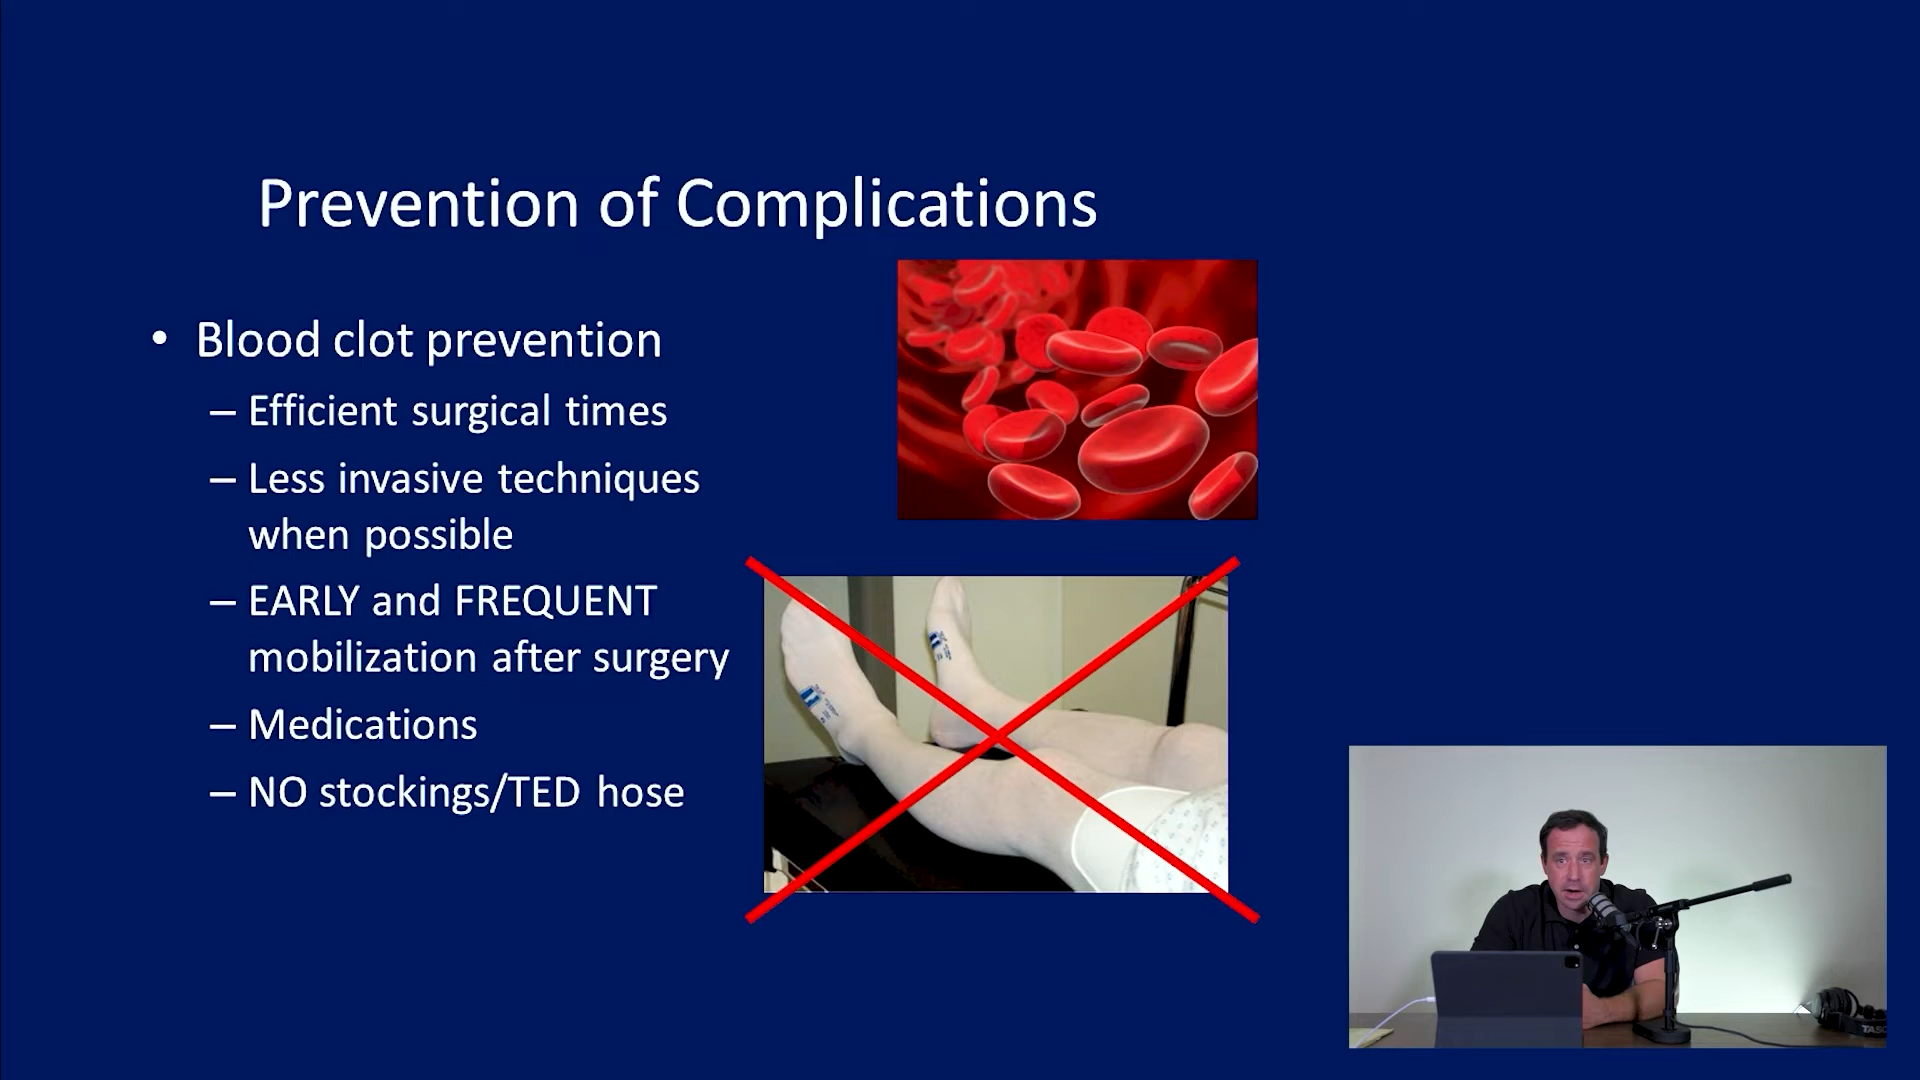 Prevention of Complications
• Blood clot prevention
– Efficient surgical times
– Less invasive techniques
when possible
– EARLY and FREQUENT
mobilization after surgery
– Medications
– NO stockings/TED hose